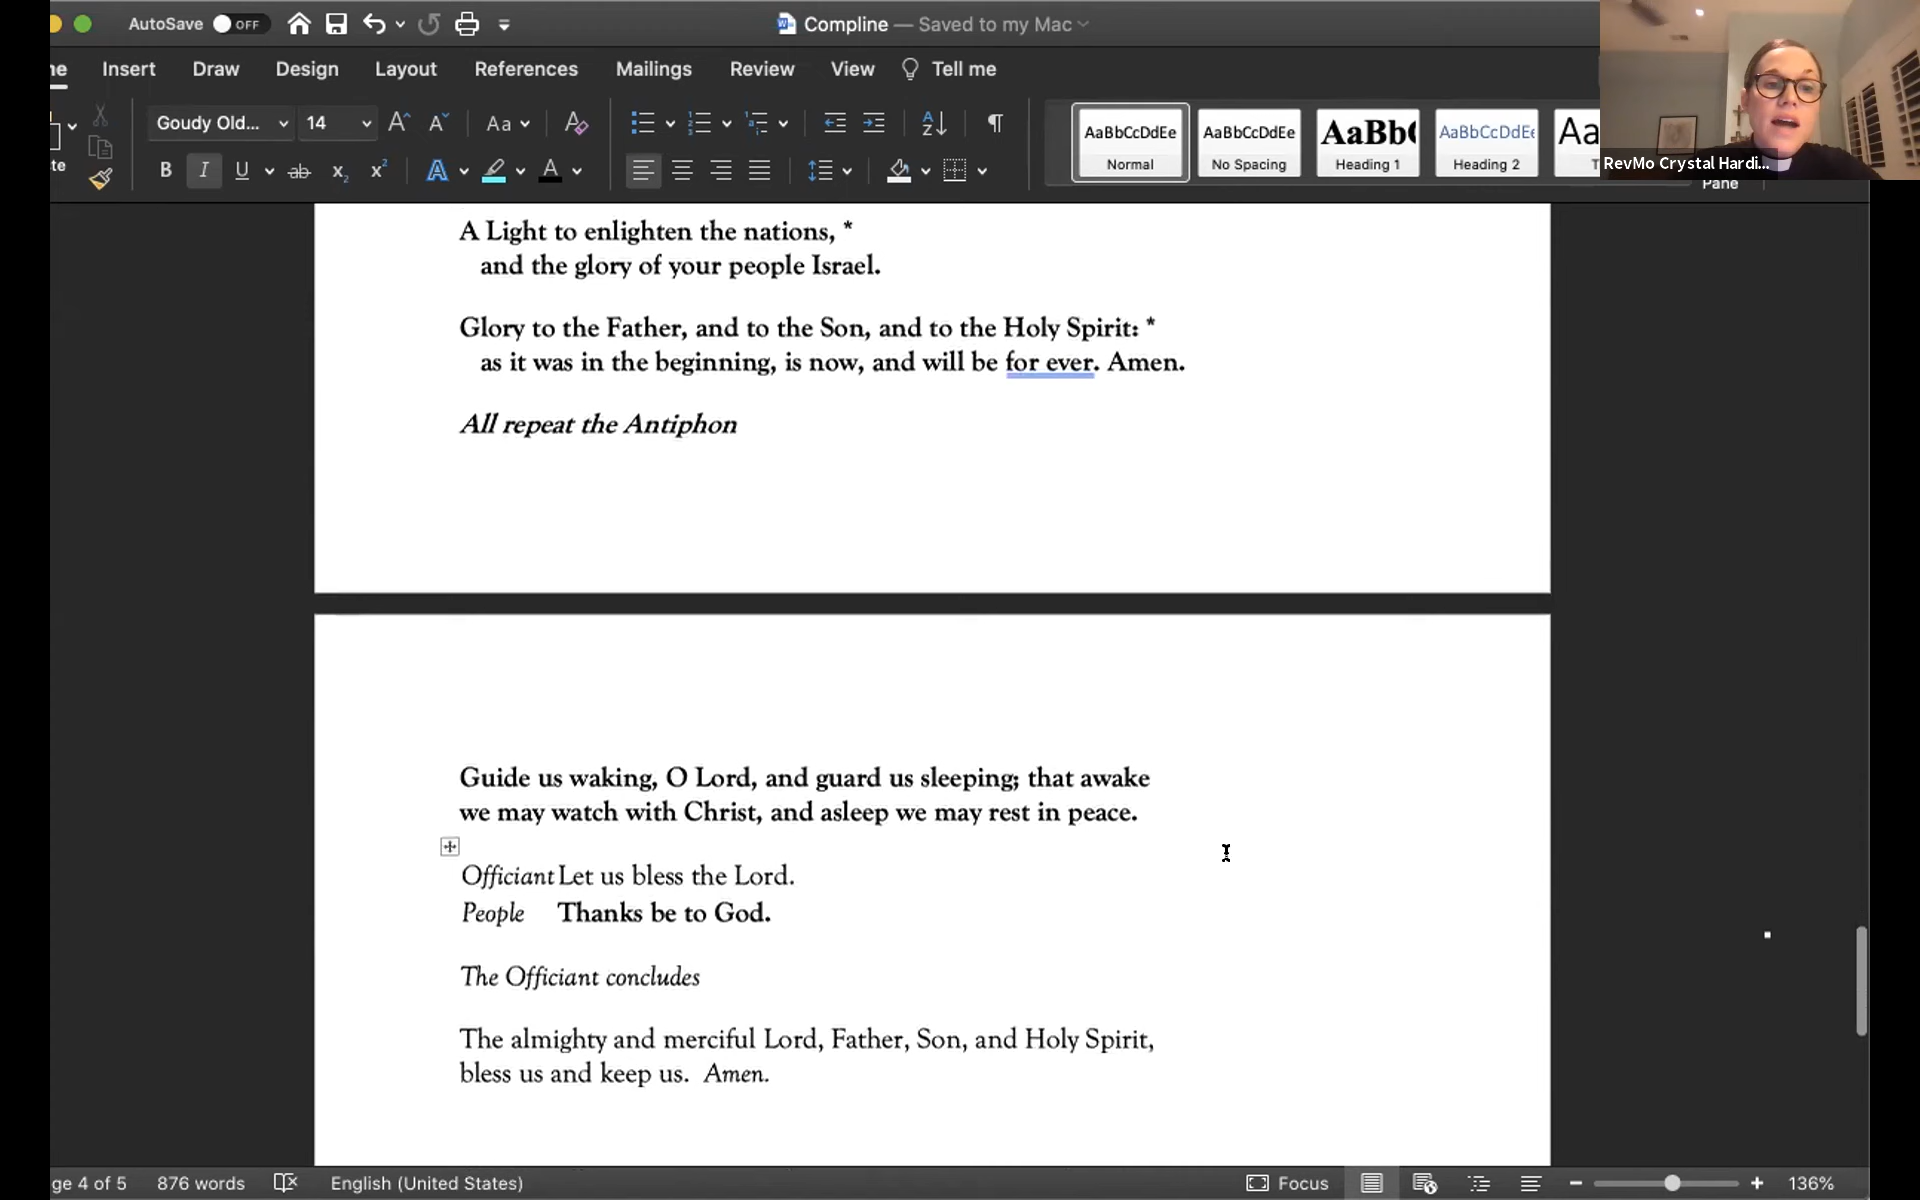 AutoSave OFF Compline — Saved to my Mac
Insert Draw Design Layout References Mailings Review View Tell me
Goudy Old... 14 Aa AaBbCcDdEe AaBbCcDdEe AaBb( AaBbCcDdE
Normal No Spacing Heading 1 Heading 2
RevMo Crystal Hardi...
Pane
A Light to enlighten the nations, *
and the glory of your people Israel.
Glory to the Father, and to the Son, and to the Holy Spirit: *
as it was in the beginning, is now, and will be for ever. Amen.
All repeat the Antiphon
Guide us waking, O Lord, and guard us sleeping; that awake
we may watch with Christ, and asleep we may rest in peace.
Officiant Let us bless the Lord.
People Thanks be to God.
The Officiant concludes
The almighty and merciful Lord, Father, Son, and Holy Spirit,
bless us and keep us. Amen.
ge 4 of 5 876 words English (United States) Focus 136%